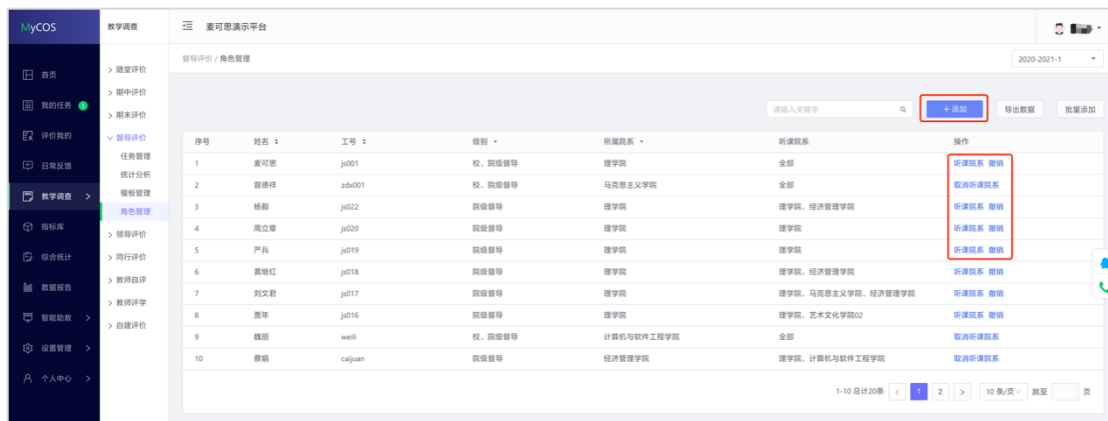 MyCOS
教学调查
麦可思演示平台
督导评价 / 角色管理
2020-2021-1
首页
我的任务 3
评价我的
日常反馈
教学调查 >
指标库
综合统计
数据报告
智能助教 >
设置管理 >
个人中心 >
> 随堂评价
> 期中评价
> 期末评价
督导评价
任务管理
统计分析
模板管理
角色管理
> 领导评价
> 同行评价
> 教师自评
> 教师评学
> 自建评价
请输入关键字
+ 添加
导出数据
批量添加
序号 姓名 工号 级别 所属院系 听课院系 操作
1 麦可思 js001 校、院级督导 理学院 全部 听课院系 撤销
2 曾德祥 zdx001 校、院级督导 马克思主义学院 全部 取消听课院系
3 杨毅 js022 院级督导 理学院 理学院、经济管理学院 听课院系 撤销
4 周立章 js020 院级督导 理学院 理学院 听课院系 撤销
5 严兵 js019 院级督导 理学院 理学院 听课院系 撤销
6 黄继红 js018 院级督导 理学院 理学院、经济管理学院 听课院系 撤销
7 刘文君 js017 院级督导 理学院 理学院、马克思主义学院、经济管理学院 听课院系 撤销
8 贾年 js016 院级督导 理学院 理学院、艺术文化学院02 听课院系 撤销
9 魏丽 weili 校、院级督导 计算机与软件工程学院 全部 取消听课院系
10 蔡娟 caijuan 院级督导 经济管理学院 理学院、计算机与软件工程学院 取消听课院系
1-10 总计20条 < 1 2 > 10 条/页 跳至 页